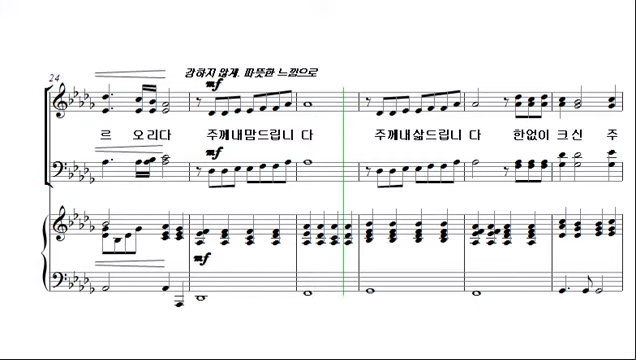 24
강하지 않게. 따뜻한 느낌으로
mf
르 오리다 주께내맘드립니 다 주께내삶드립니 다 한없이 크신 주
mf
mf